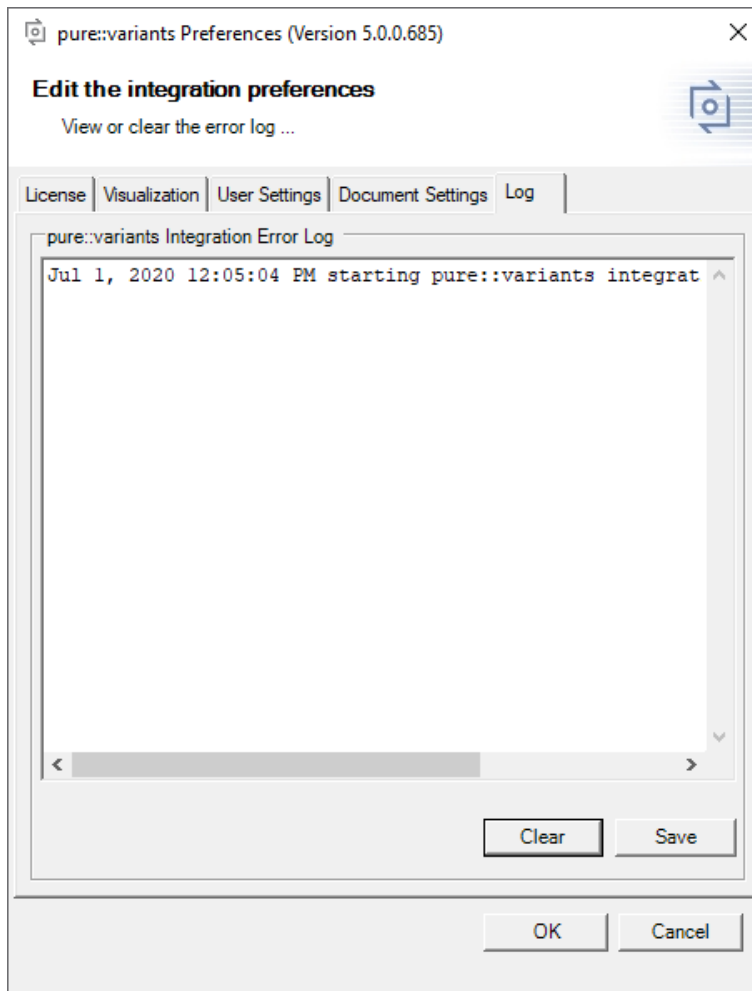 pure::variants Preferences (Version 5.0.0.685)
Edit the integration preferences
View or clear the error log ...
License Visualization User Settings Document Settings Log
pure::variants Integration Error Log
Jul 1, 2020 12:05:04 PM starting pure::variants integrat
Clear Save
OK Cancel